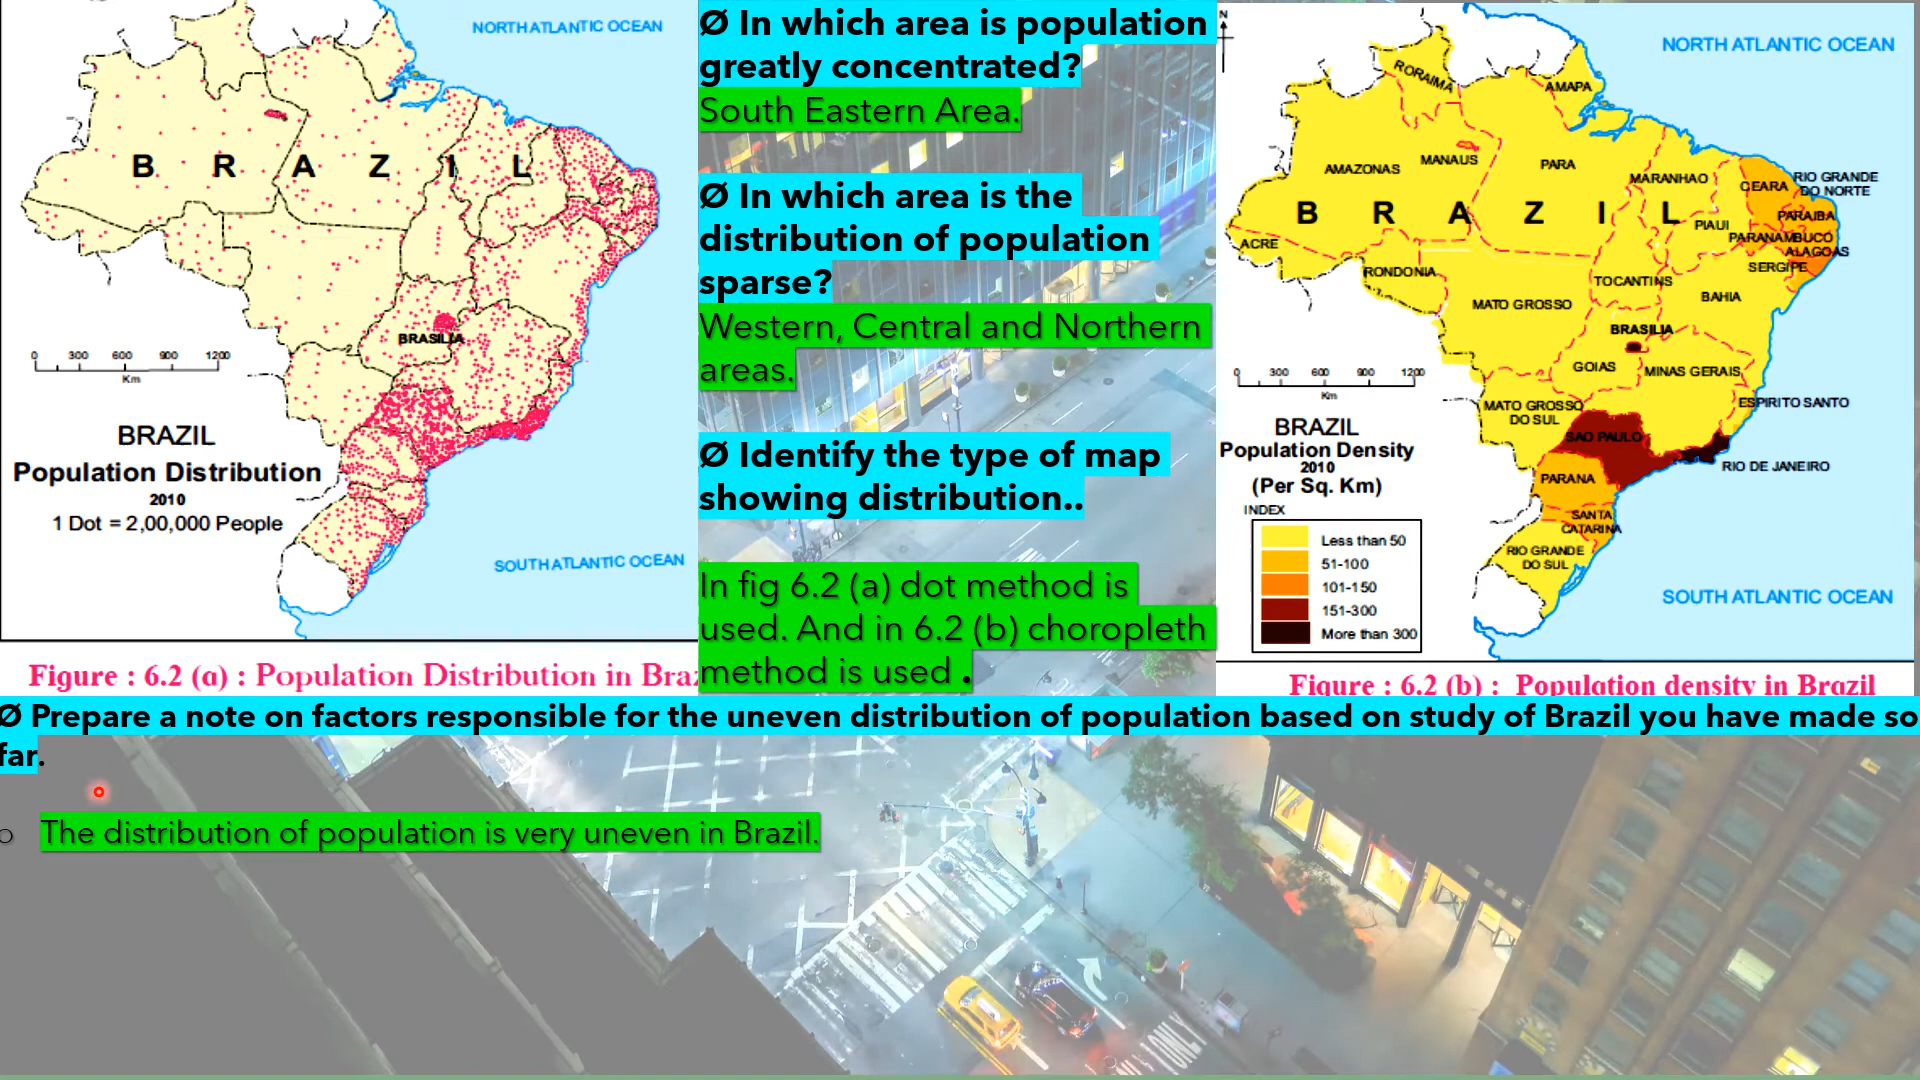 NORTH ATLANTIC OCEAN
B R A Z I L
BRASILIA
0 300 600 900 1200
Km
BRAZIL
Population Distribution
2010
1 Dot = 2,00,000 People
SOUTH ATLANTIC OCEAN
Figure : 6.2 (a) : Population Distribution in Braz
Ø In which area is population
greatly concentrated?
South Eastern Area.
Ø In which area is the
distribution of population
sparse?
Western, Central and Northern
areas.
Ø Identify the type of map
showing distribution..
In fig 6.2 (a) dot method is
used. And in 6.2 (b) choropleth
method is used .
N
NORTH ATLANTIC OCEAN
RORAIMA
AMAPA
AMAZONAS
MANAUS
PARA
MARANHAO
CEARA
RIO GRANDE
DO NORTE
B R A Z I L
PARAIBA
PIAUI
PARANAMBUCO
ACRE
ALAGOAS
SERGIPE
RONDONIA
TOCANTINS
MATO GROSSO
BAHIA
BRASILIA
GOIAS
MINAS GERAIS
0 300 600 900 1200
Km
MATO GROSSO
DO SUL
ESPIRITO SANTO
SAO PAULO
RIO DE JANEIRO
BRAZIL
Population Density
2010
(Per Sq. Km)
PARANA
SANTA
CATARINA
RIO GRANDE
DO SUL
INDEX
Less than 50
51-100
101-150
151-300
More than 300
SOUTH ATLANTIC OCEAN
Figure : 6.2 (b) : Population density in Brazil
Ø Prepare a note on factors responsible for the uneven distribution of population based on study of Brazil you have made so
far.
o The distribution of population is very uneven in Brazil.